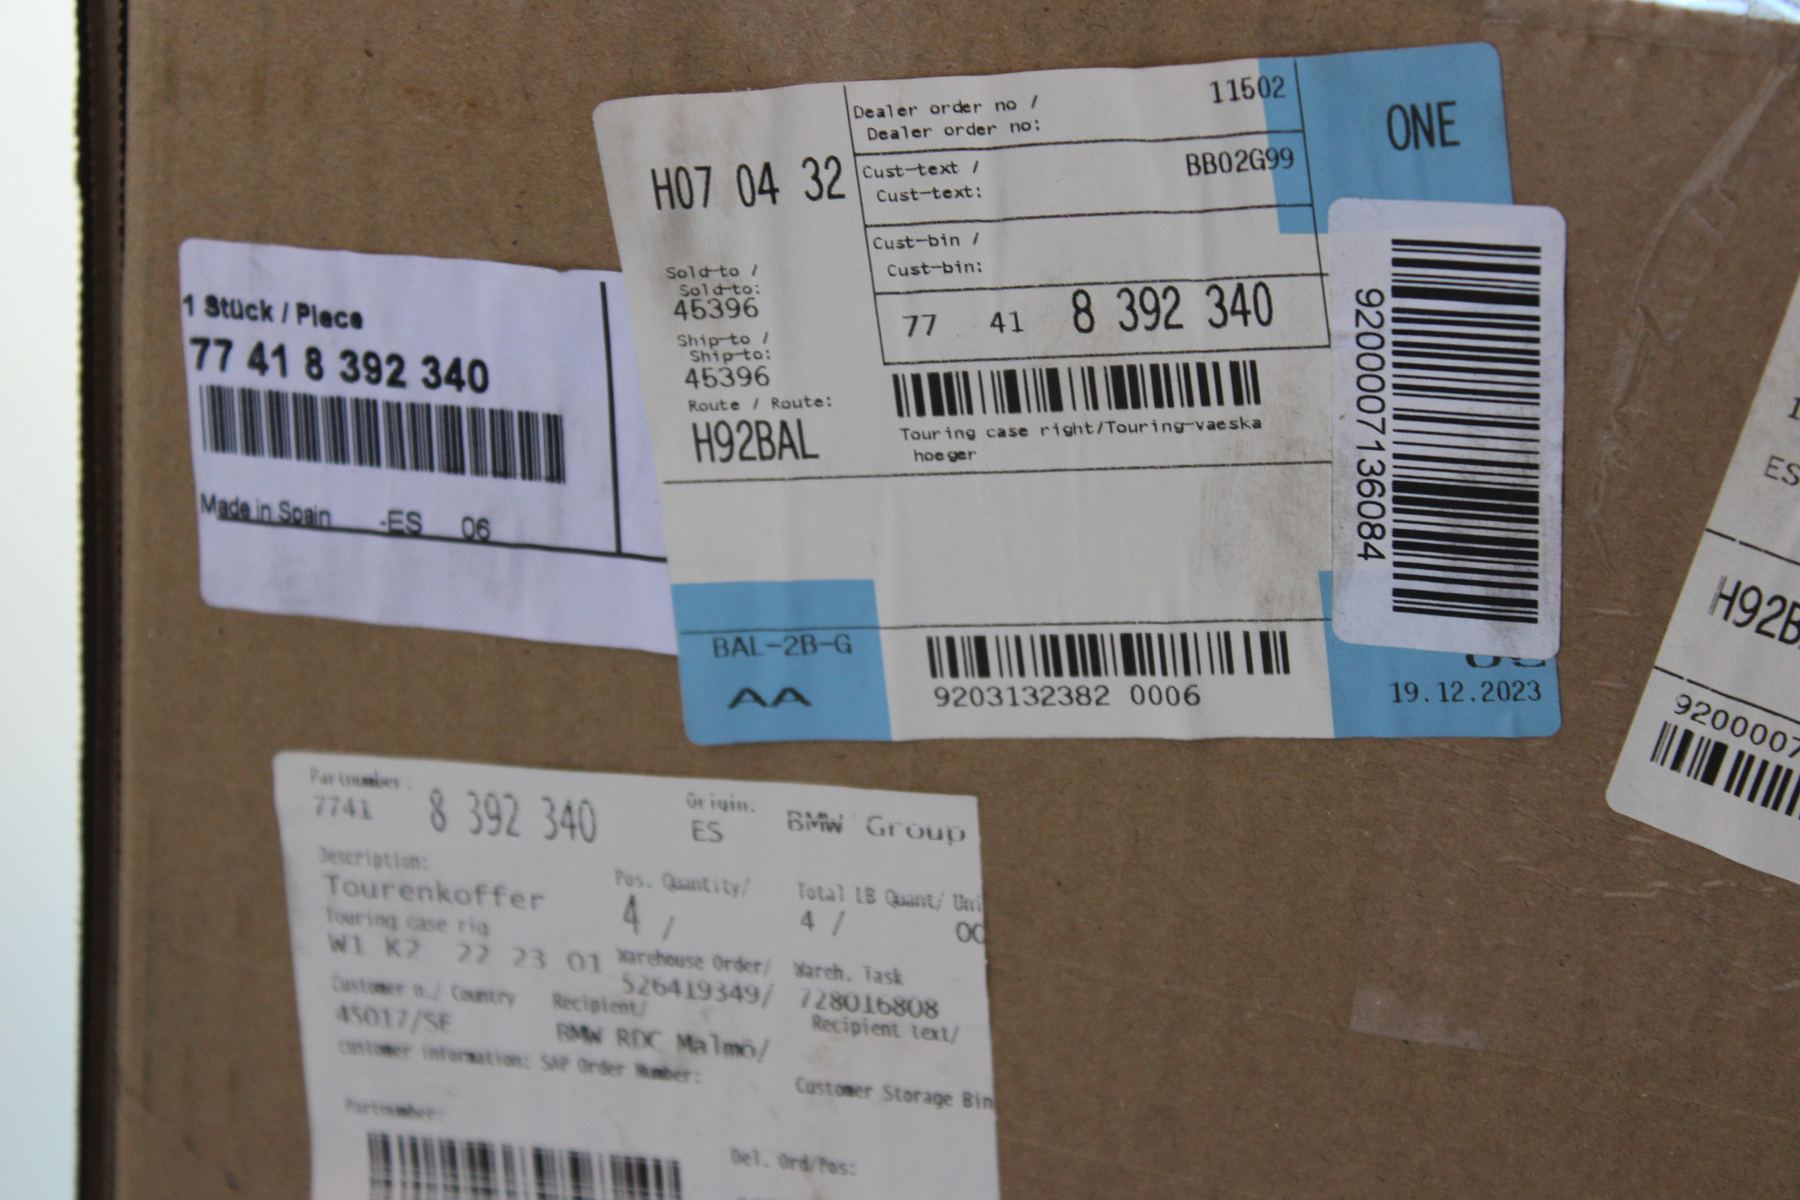 1 Stück / Piece
77 41 8 392 340
Made in Spain -ES 06
H07 04 32
Dealer order no / 11502
Dealer order no:
Cust-text / BB02G99
Cust-text:
Cust-bin /
Cust-bin:
Sold-to /
Sold-to:
45396
Ship-to /
Ship-to:
45396
Route / Route:
H92BAL
77 41 8 392 340
Touring case right/Touring-vaeska
hoeger
ONE
9200007136084
BAL-2B-G
AA
9203132382 0006
19.12.2023
Partnumber:
7741 8 392 340
Origin:
ES
BMW Group
Description:
Tourenkoffer
Touring case rig
W1 K2 22 23 01
Pos. Quantity/
4 /
Total LB Quant/ Uni
4 / 00
Warehouse Order/
526419349/
Wareh. Task
728016808
Customer n./ Country
45017/SE
Recipient/
BMW RDC Malmö/
Recipient text/
Customer information: SAP Order Number:
Customer Storage Bin
Partnumber:
Del. Ord/Pos:
ES
H92B
9200007